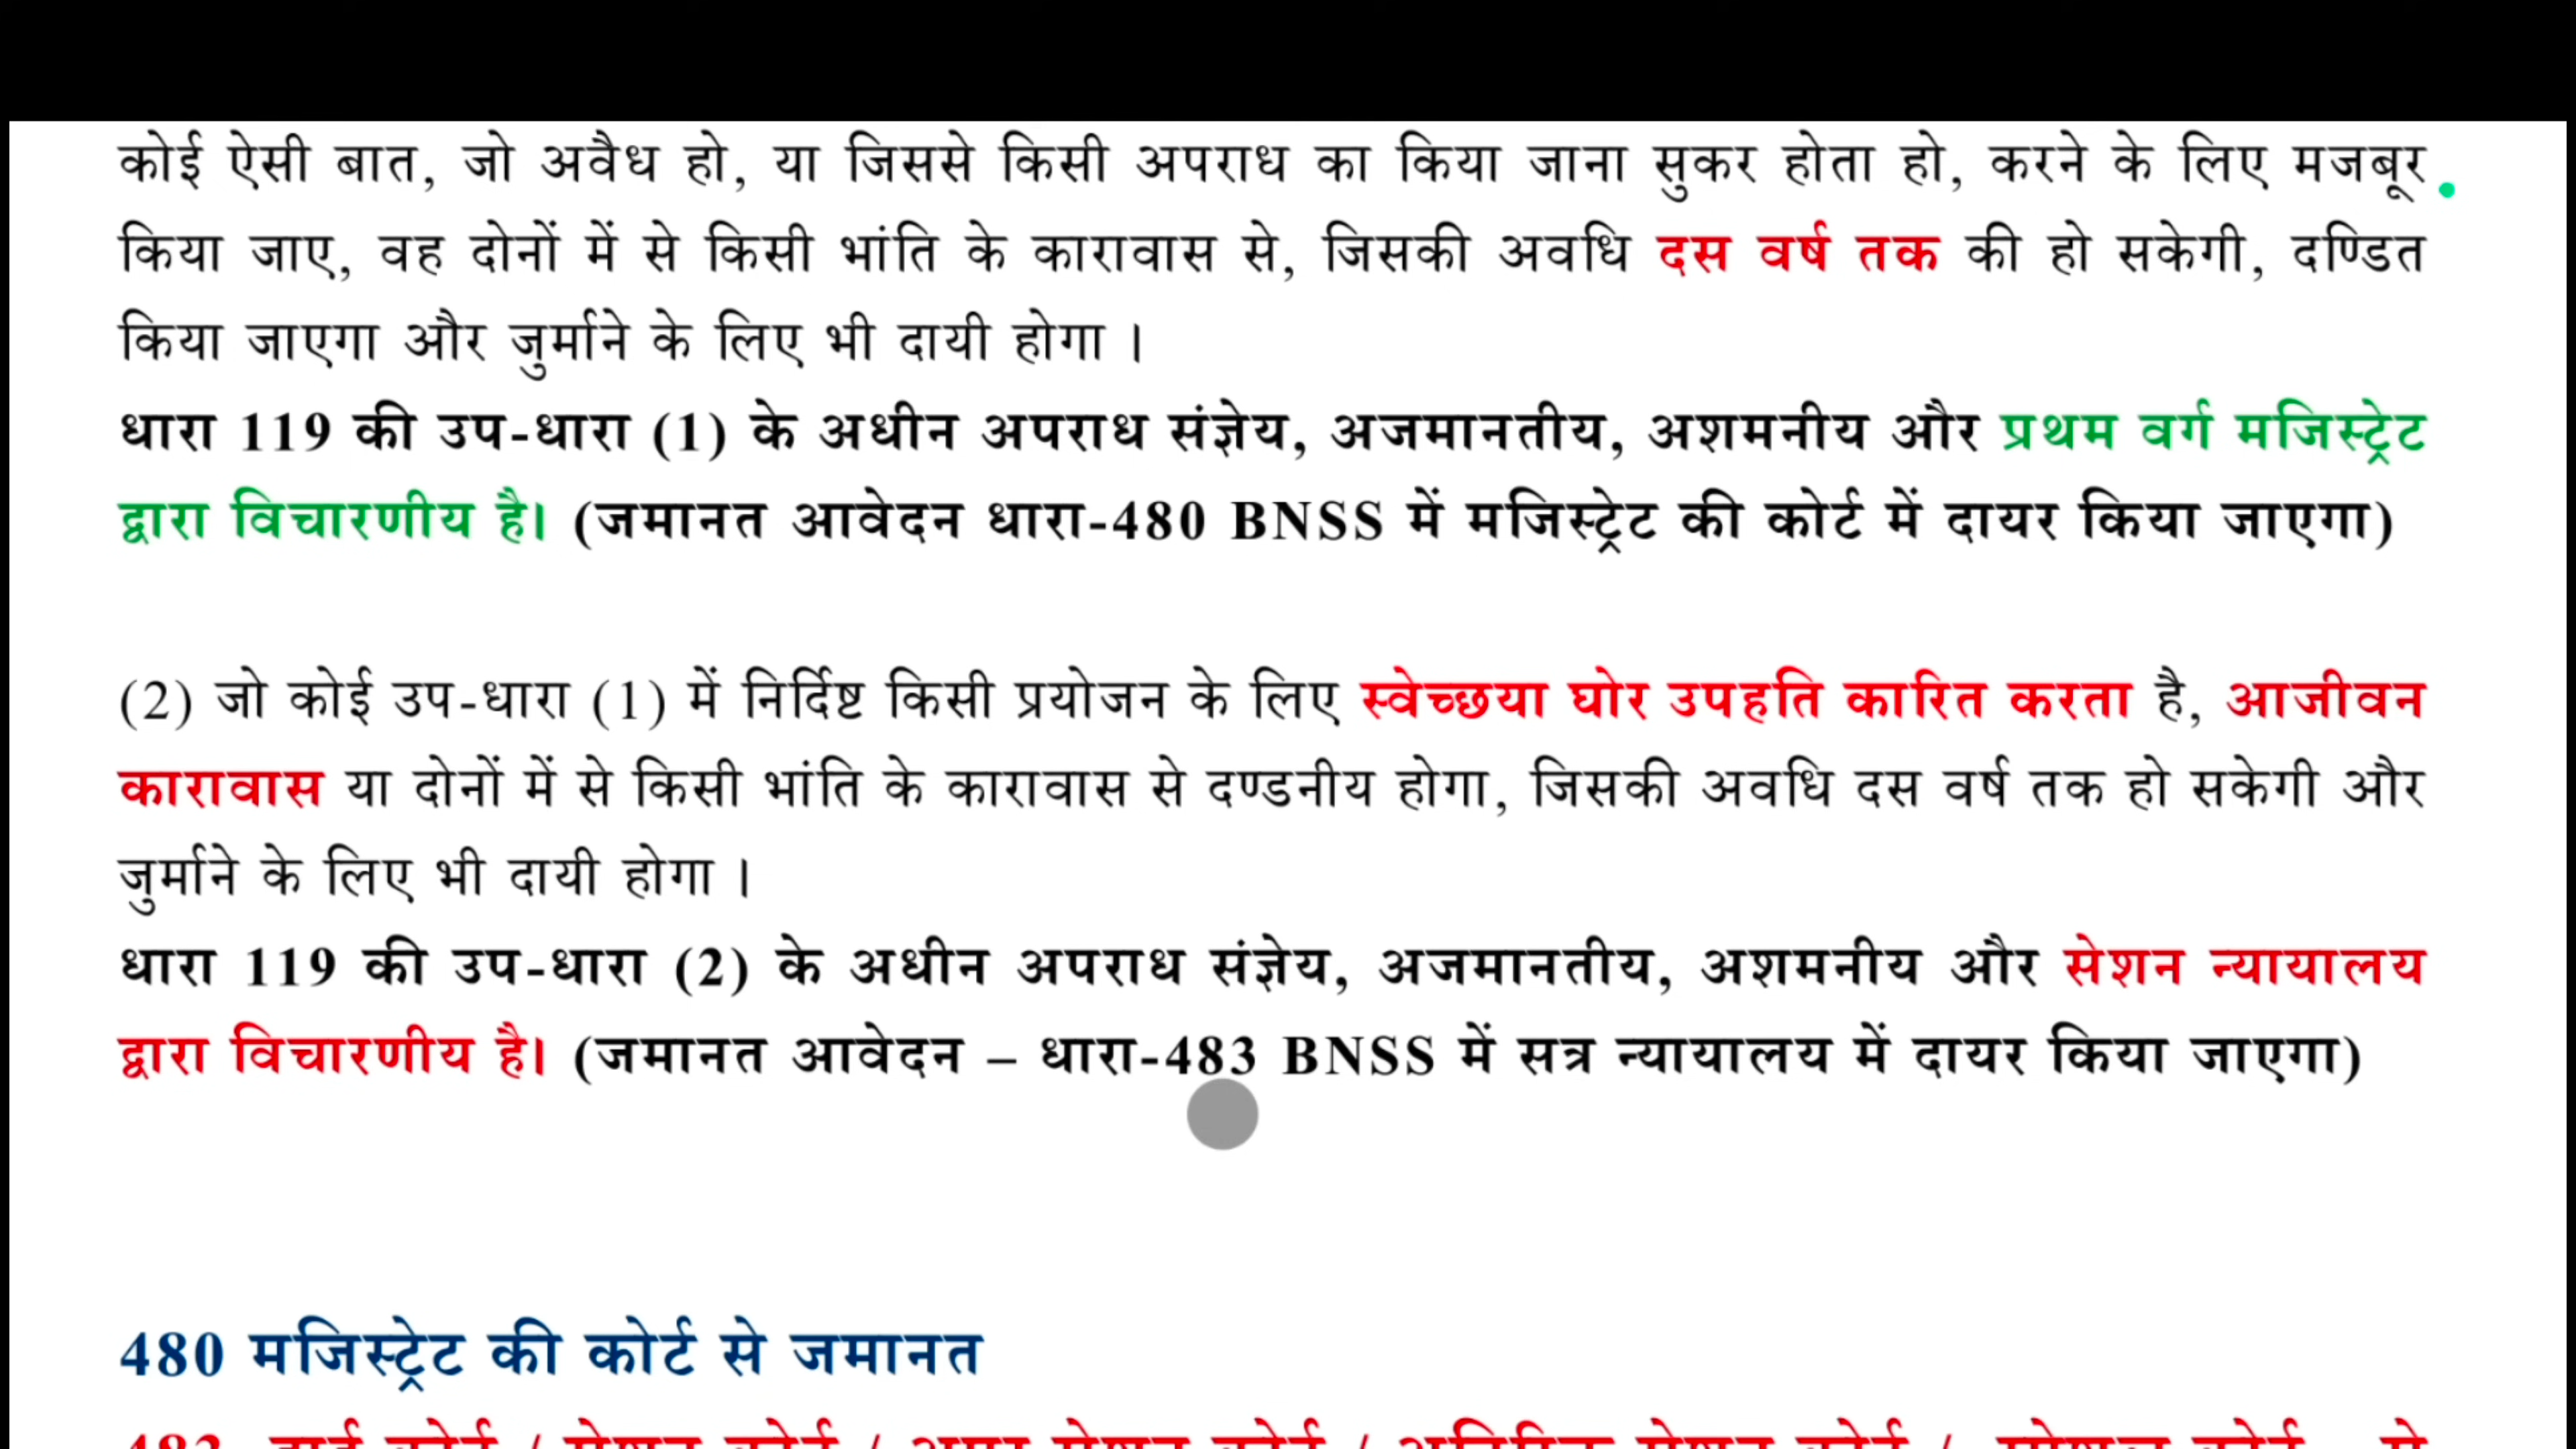 कोई ऐसी बात, जो अवैध हो, या जिससे किसी अपराध का किया जाना सुकर होता हो, करने के लिए मजबूर
किया जाए, वह दोनों में से किसी भांति के कारावास से, जिसकी अवधि दस वर्ष तक की हो सकेगी, दण्डित
किया जाएगा और जुर्माने के लिए भी दायी होगा ।
धारा 119 की उप-धारा (1) के अधीन अपराध संज्ञेय, अजमानतीय, अशमनीय और प्रथम वर्ग मजिस्ट्रेट
द्वारा विचारणीय है। (जमानत आवेदन धारा-480 BNSS में मजिस्ट्रेट की कोर्ट में दायर किया जाएगा)
(2) जो कोई उप-धारा (1) में निर्दिष्ट किसी प्रयोजन के लिए स्वेच्छया घोर उपहति कारित करता है, आजीवन
कारावास या दोनों में से किसी भांति के कारावास से दण्डनीय होगा, जिसकी अवधि दस वर्ष तक हो सकेगी और
जुर्माने के लिए भी दायी होगा ।
धारा 119 की उप-धारा (2) के अधीन अपराध संज्ञेय, अजमानतीय, अशमनीय और सेशन न्यायालय
द्वारा विचारणीय है। (जमानत आवेदन – धारा-483 BNSS में सत्र न्यायालय में दायर किया जाएगा)
480 मजिस्ट्रेट की कोर्ट से जमानत